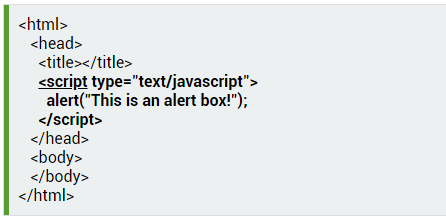 <html>
<head>
<title></title>
<script type="text/javascript">
alert("This is an alert box!");
</script>
</head>
<body>
</body>
</html>